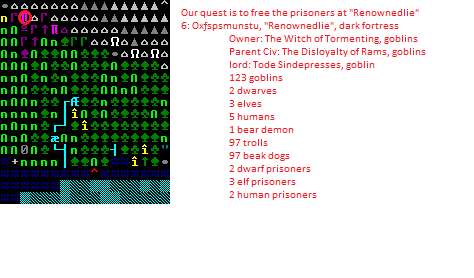 Our quest is to free the prisoners at "Renownedlie"
6: Oxfspsmunstu, "Renownedlie", dark fortress
Owner: The Witch of Tormenting, goblins
Parent Civ: The Disloyalty of Rams, goblins
lord: Tode Sindepresses, goblin
123 goblins
2 dwarves
3 elves
5 humans
1 bear demon
97 trolls
97 beak dogs
2 dwarf prisoners
3 elf prisoners
2 human prisoners